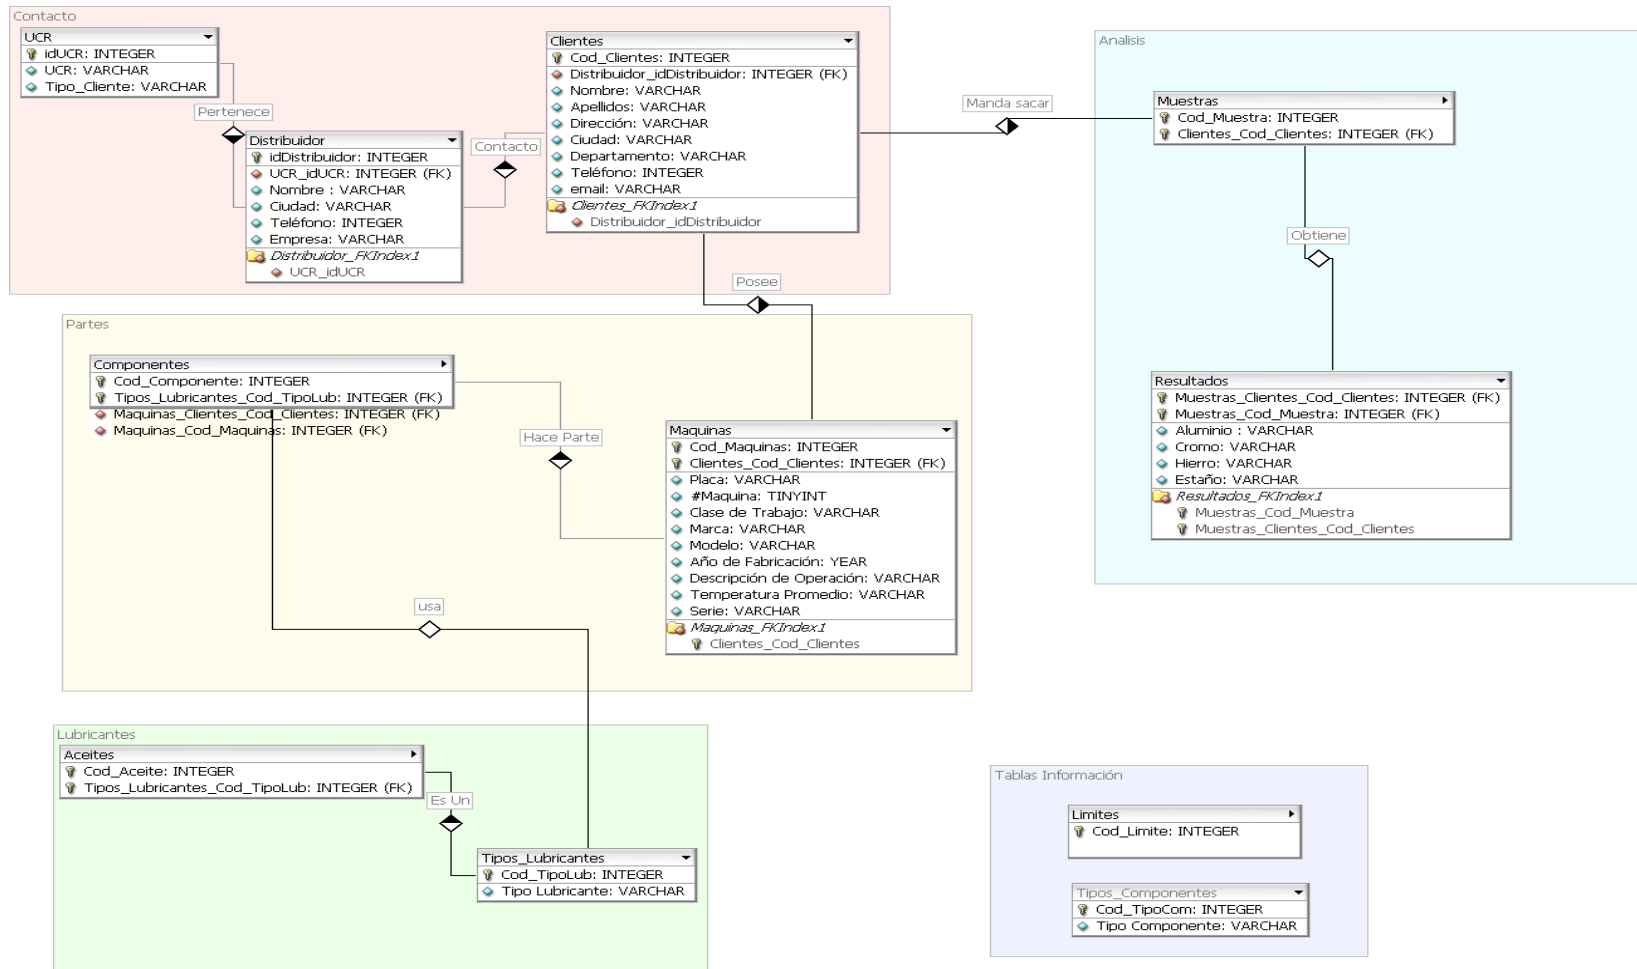 Contacto
UCR
idUCR: INTEGER
UCR: VARCHAR
Tipo_Cliente: VARCHAR
Pertenece
Distribuidor
idDistribuidor: INTEGER
UCR_idUCR: INTEGER (FK)
Nombre : VARCHAR
Ciudad: VARCHAR
Teléfono: INTEGER
Empresa: VARCHAR
Distribuidor_FKIndex1
UCR_idUCR
Contacto
Clientes
Cod_Clientes: INTEGER
Distribuidor_idDistribuidor: INTEGER (FK)
Nombre: VARCHAR
Apellidos: VARCHAR
Dirección: VARCHAR
Ciudad: VARCHAR
Departamento: VARCHAR
Teléfono: INTEGER
email: VARCHAR
Clientes_FKIndex1
Distribuidor_idDistribuidor
Manda sacar
Posee
Analisis
Muestras
Cod_Muestra: INTEGER
Clientes_Cod_Clientes: INTEGER (FK)
Obtiene
Resultados
Muestras_Clientes_Cod_Clientes: INTEGER (FK)
Muestras_Cod_Muestra: INTEGER (FK)
Aluminio : VARCHAR
Cromo: VARCHAR
Hierro: VARCHAR
Estaño: VARCHAR
Resultados_FKIndex1
Muestras_Cod_Muestra
Muestras_Clientes_Cod_Clientes
Partes
Componentes
Cod_Componente: INTEGER
Tipos_Lubricantes_Cod_TipoLub: INTEGER (FK)
Maquinas_Clientes_Cod_Clientes: INTEGER (FK)
Maquinas_Cod_Maquinas: INTEGER (FK)
Hace Parte
Maquinas
Cod_Maquinas: INTEGER
Clientes_Cod_Clientes: INTEGER (FK)
Placa: VARCHAR
#Maquina: TINYINT
Clase de Trabajo: VARCHAR
Marca: VARCHAR
Modelo: VARCHAR
Año de Fabricación: YEAR
Descripción de Operación: VARCHAR
Temperatura Promedio: VARCHAR
Serie: VARCHAR
Maquinas_FKIndex1
Clientes_Cod_Clientes
usa
Lubricantes
Aceites
Cod_Aceite: INTEGER
Tipos_Lubricantes_Cod_TipoLub: INTEGER (FK)
Es Un
Tipos_Lubricantes
Cod_TipoLub: INTEGER
Tipo Lubricante: VARCHAR
Tablas Información
Limites
Cod_Limite: INTEGER
Tipos_Componentes
Cod_TipoCom: INTEGER
Tipo Componente: VARCHAR